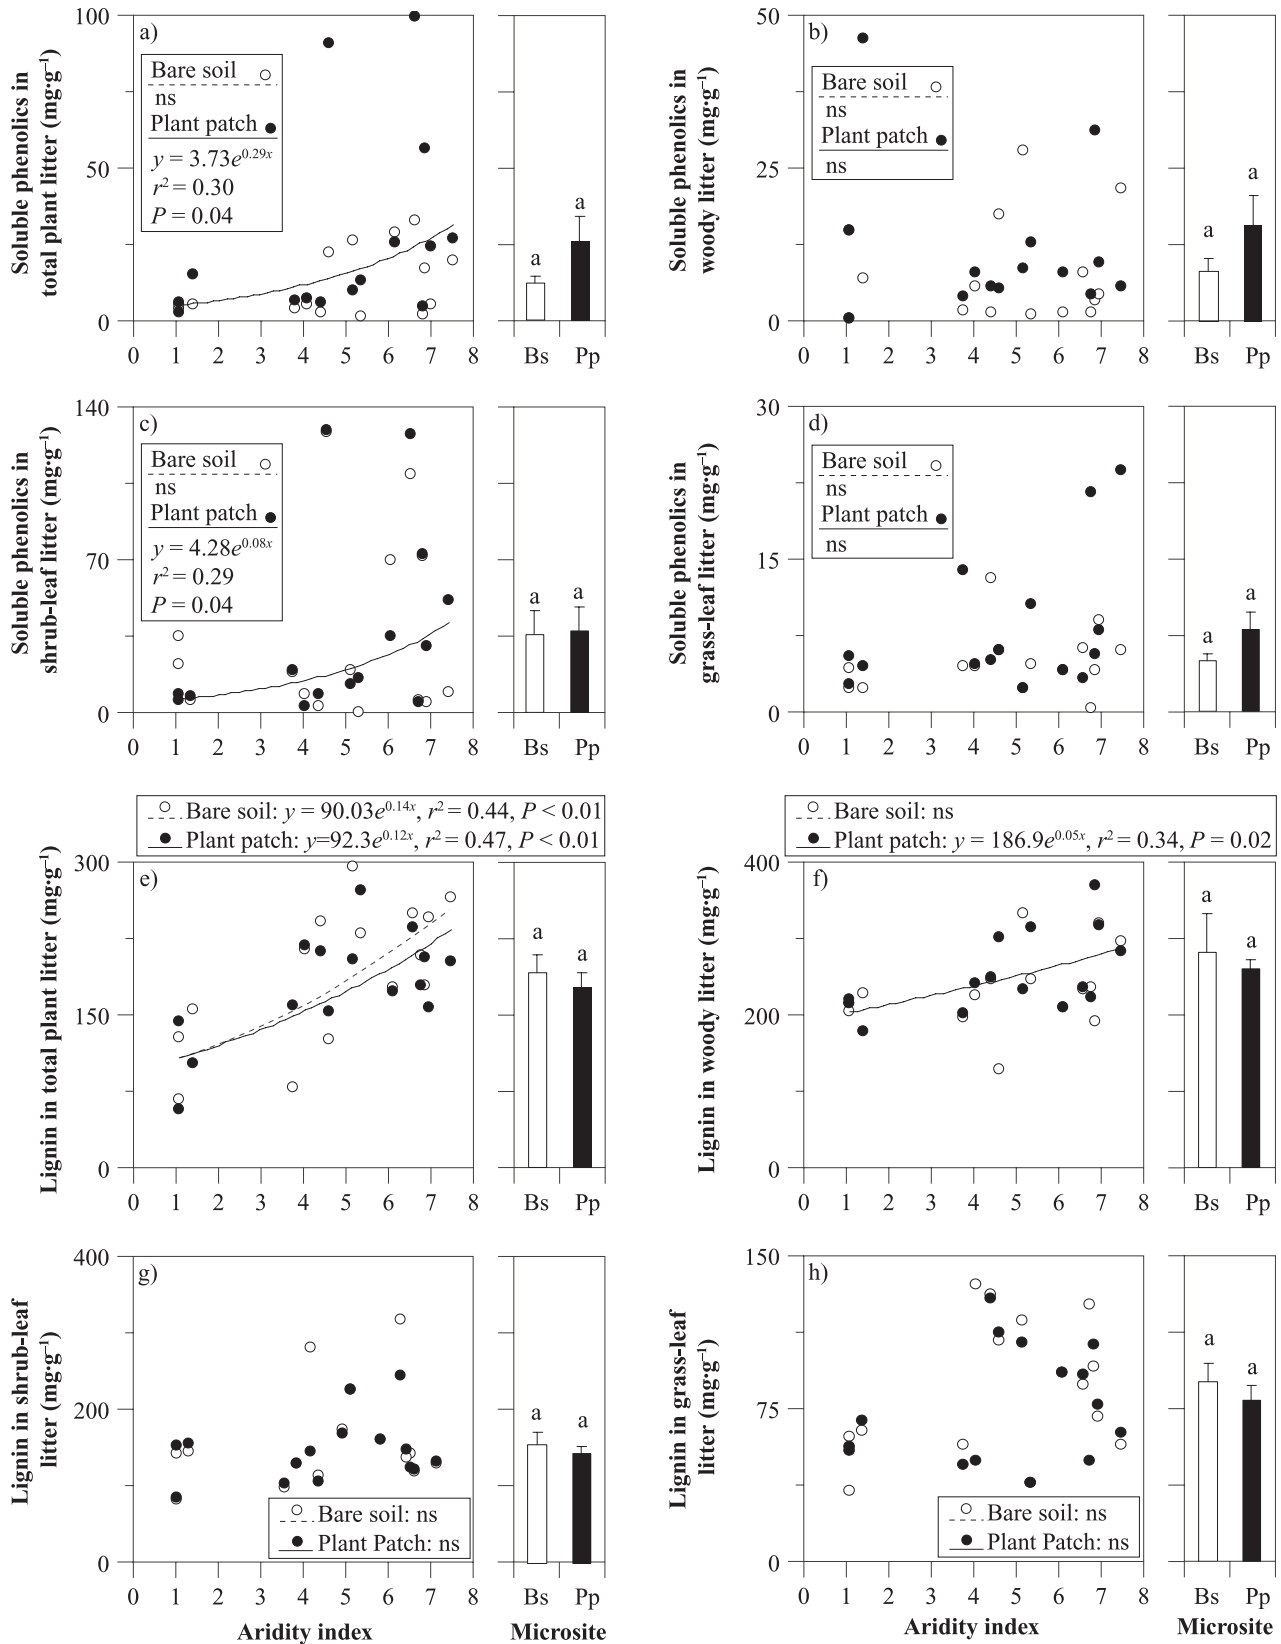 Soluble phenolics in
total plant litter (mg·g⁻¹)
100
50
0
a)
Bare soil
ns
Plant patch
y = 3.73e^0.29x
r² = 0.30
P = 0.04
0 1 2 3 4 5 6 7 8
a
a
Bs Pp
Soluble phenolics in
woody litter (mg·g⁻¹)
50
25
0
b)
Bare soil
ns
Plant patch
ns
0 1 2 3 4 5 6 7 8
a
a
Bs Pp
Soluble phenolics in
shrub-leaf litter (mg·g⁻¹)
140
70
0
c)
Bare soil
ns
Plant patch
y = 4.28e^0.08x
r² = 0.29
P = 0.04
0 1 2 3 4 5 6 7 8
a a
Bs Pp
Soluble phenolics in
grass-leaf litter (mg·g⁻¹)
30
15
0
d)
Bare soil
ns
Plant patch
ns
0 1 2 3 4 5 6 7 8
a
a
Bs Pp
Bare soil: y = 90.03e^0.14x, r² = 0.44, P < 0.01
Plant patch: y=92.3e^0.12x, r² = 0.47, P < 0.01
Lignin in total plant litter (mg·g⁻¹)
300
150
0
e)
0 1 2 3 4 5 6 7 8
a
a
Bs Pp
Bare soil: ns
Plant patch: y = 186.9e^0.05x, r² = 0.34, P = 0.02
Lignin in woody litter (mg·g⁻¹)
400
200
0
f)
0 1 2 3 4 5 6 7 8
a
a
Bs Pp
Lignin in shrub-leaf
litter (mg·g⁻¹)
400
200
0
g)
Bare soil: ns
Plant Patch: ns
0 1 2 3 4 5 6 7 8
Aridity index
a a
Bs Pp
Microsite
Lignin in grass-leaf
litter (mg·g⁻¹)
150
75
0
h)
Bare soil: ns
Plant Patch: ns
0 1 2 3 4 5 6 7 8
Aridity index
a
a
Bs Pp
Microsite